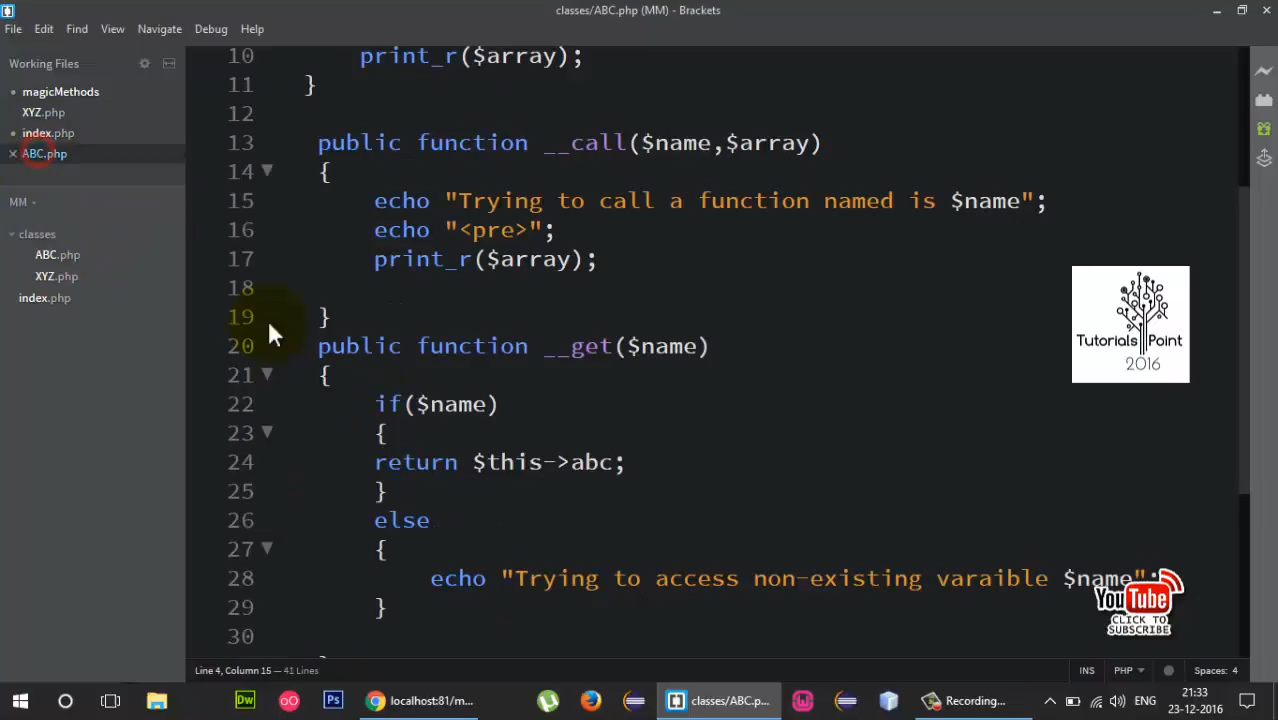 classes/ABC.php (MM) - Brackets
File Edit Find View Navigate Debug Help
Working Files
magicMethods
XYZ.php
index.php
ABC.php
MM
classes
ABC.php
XYZ.php
index.php
10 print_r($array);
11 }
12
13 public function __call($name,$array)
14 {
15 echo "Trying to call a function named is $name";
16 echo "<pre>";
17 print_r($array);
18
19 }
20 public function __get($name)
21 {
22 if($name)
23 {
24 return $this->abc;
25 }
26 else
27 {
28 echo "Trying to access non-existing varaible $name";
29 }
30
Tutorials Point
2016
YouTube
CLICK TO
SUBSCRIBE
Line 4, Column 15 — 41 Lines
INS PHP Spaces: 4
Dw Ps localhost:81/m... classes/ABC.p... Recording... ENG
21:33
23-12-2016